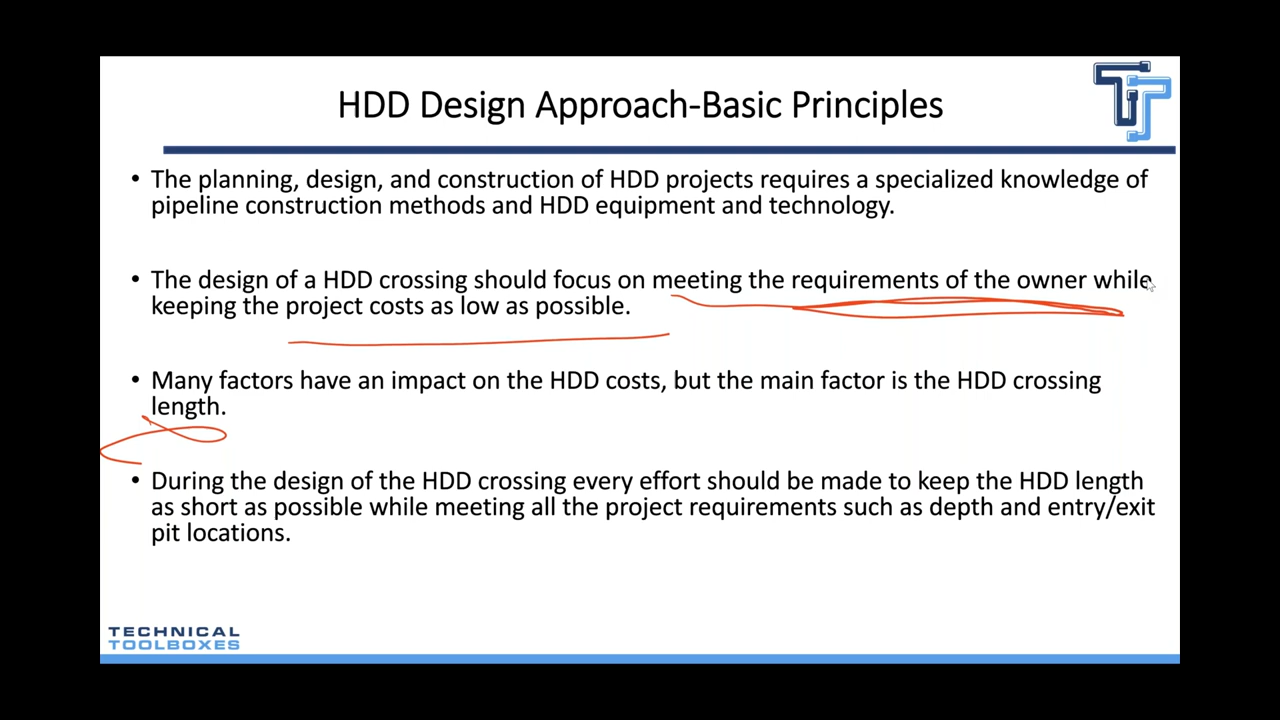 HDD Design Approach-Basic Principles
• The planning, design, and construction of HDD projects requires a specialized knowledge of
pipeline construction methods and HDD equipment and technology.
• The design of a HDD crossing should focus on meeting the requirements of the owner while
keeping the project costs as low as possible.
• Many factors have an impact on the HDD costs, but the main factor is the HDD crossing
length.
• During the design of the HDD crossing every effort should be made to keep the HDD length
as short as possible while meeting all the project requirements such as depth and entry/exit
pit locations.
TECHNICAL
TOOLBOXES